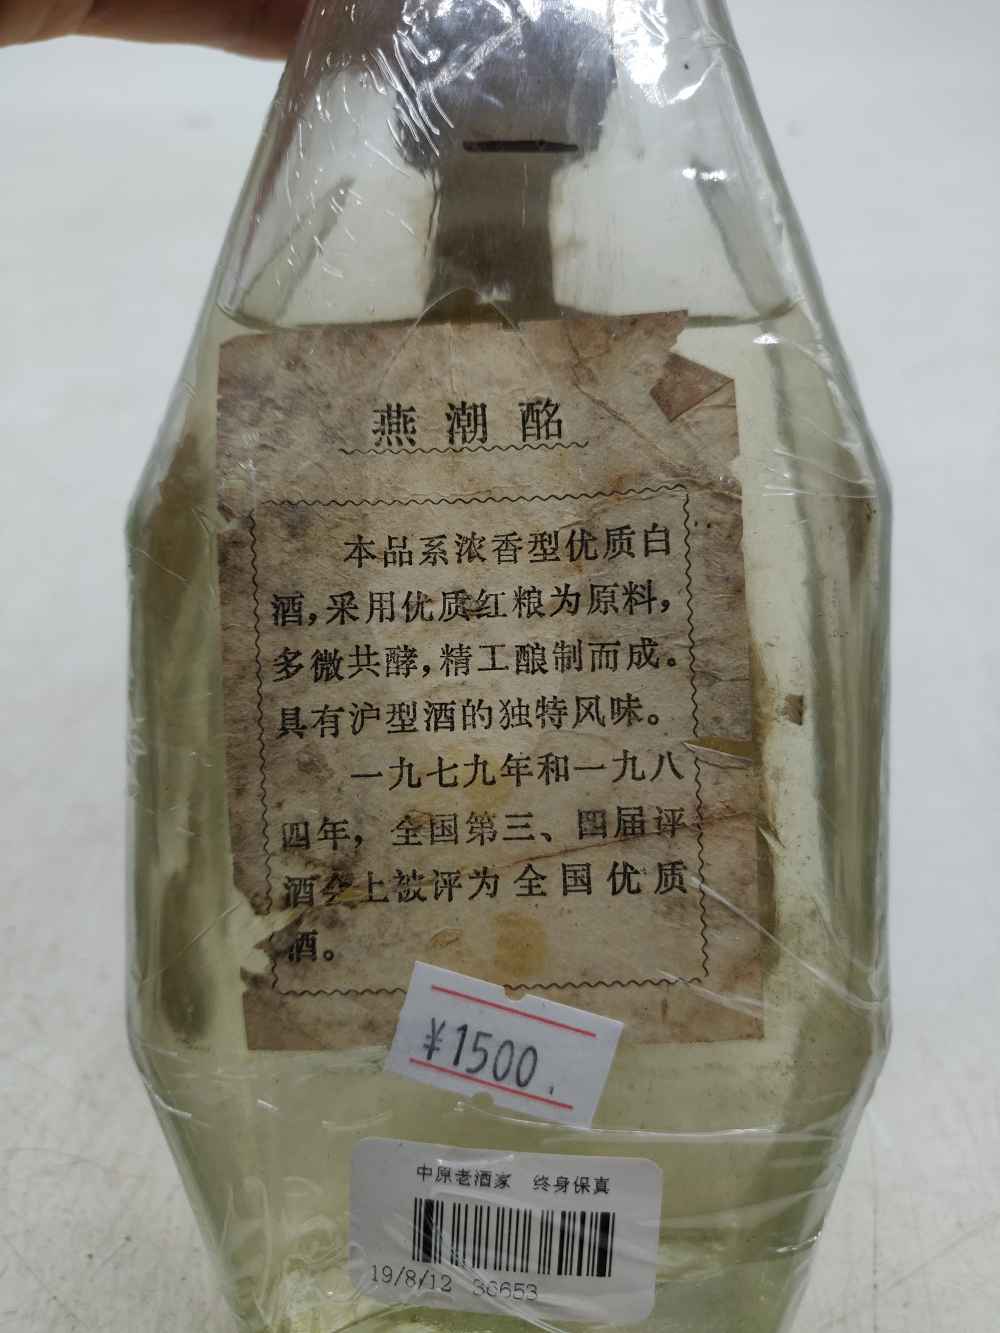 燕潮酩
本品系浓香型优质白
酒，采用优质红粮为原料，
多微共酵，精工酿制而成。
具有沪型酒的独特风味。
一九七九年和一九八
四年，全国第三、四届评
酒会上被评为全国优质
酒。
¥1500.
中原老酒家 终身保真
19/8/12 36653